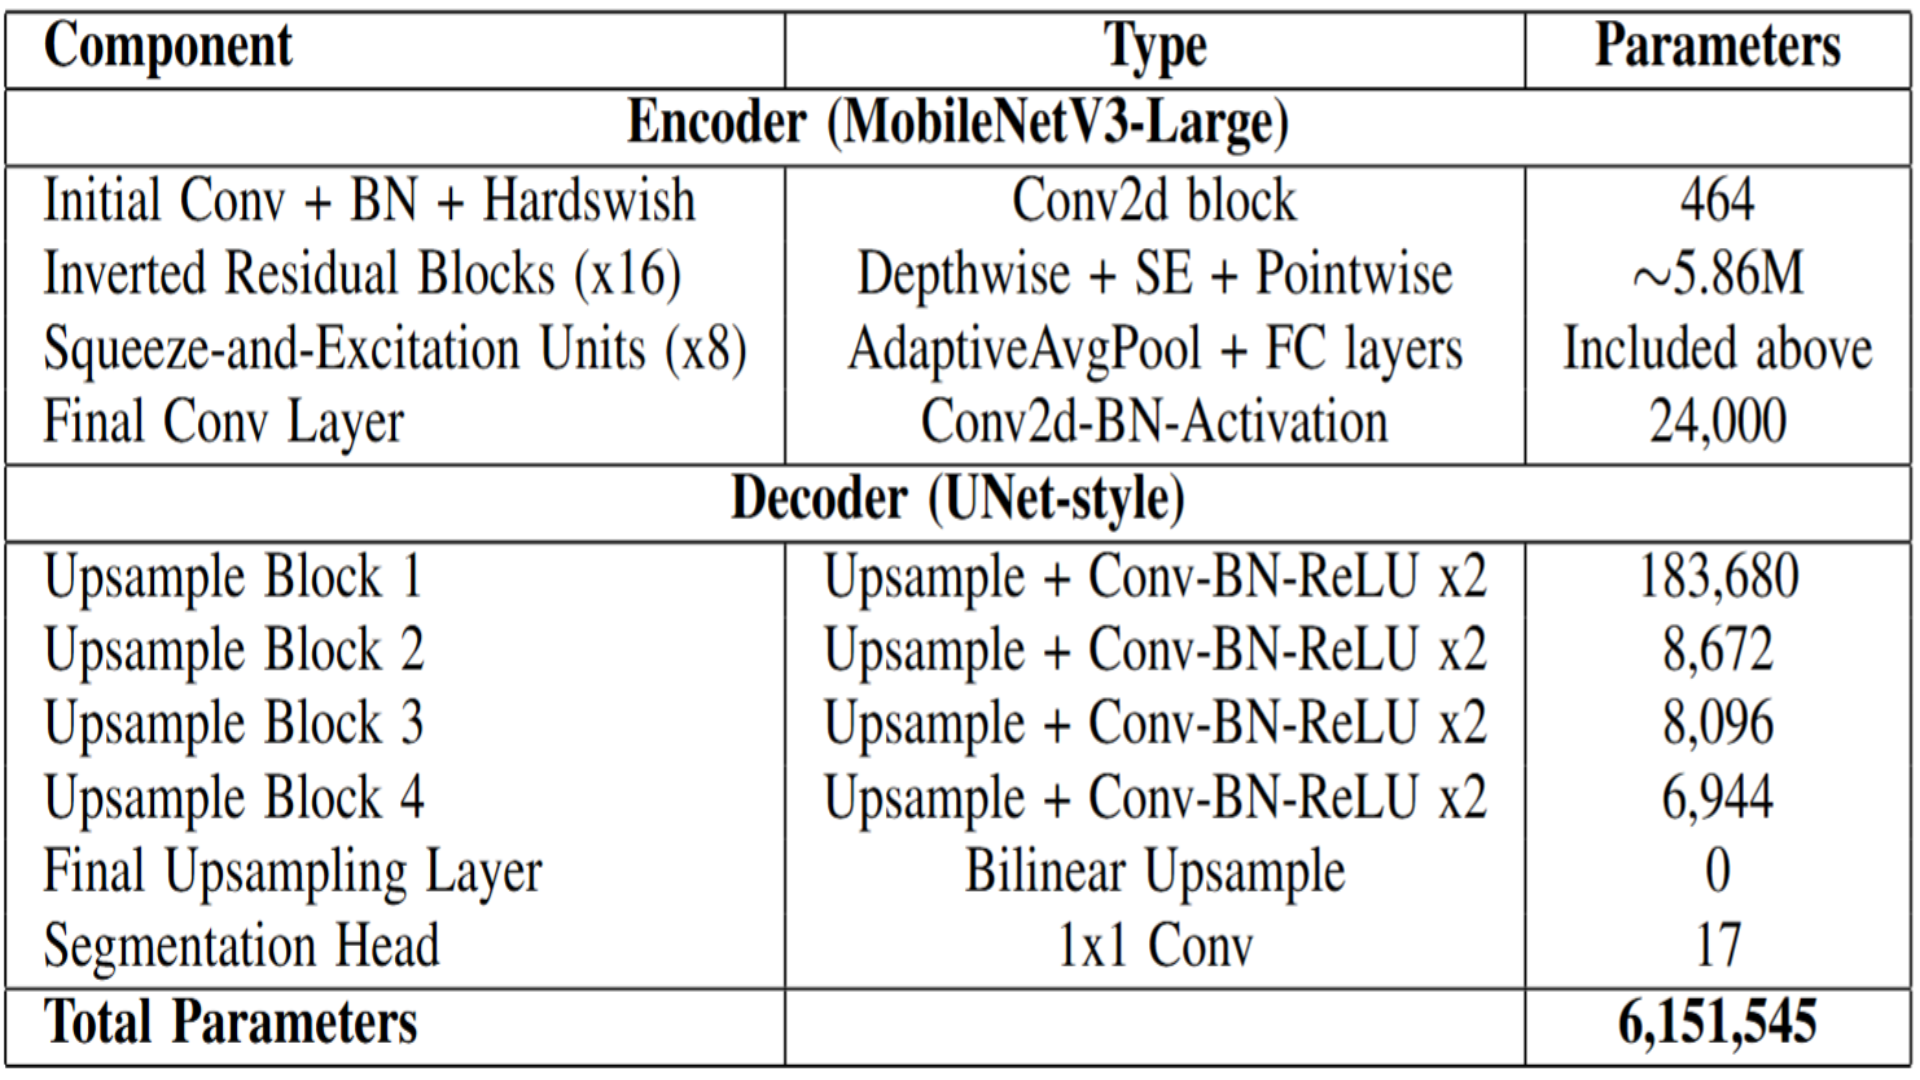 Component Type Parameters
Encoder (MobileNetV3-Large)
Initial Conv + BN + Hardswish Conv2d block 464
Inverted Residual Blocks (x16) Depthwise + SE + Pointwise ~5.86M
Squeeze-and-Excitation Units (x8) AdaptiveAvgPool + FC layers Included above
Final Conv Layer Conv2d-BN-Activation 24,000
Decoder (UNet-style)
Upsample Block 1 Upsample + Conv-BN-ReLU x2 183,680
Upsample Block 2 Upsample + Conv-BN-ReLU x2 8,672
Upsample Block 3 Upsample + Conv-BN-ReLU x2 8,096
Upsample Block 4 Upsample + Conv-BN-ReLU x2 6,944
Final Upsampling Layer Bilinear Upsample 0
Segmentation Head 1x1 Conv 17
Total Parameters 6,151,545